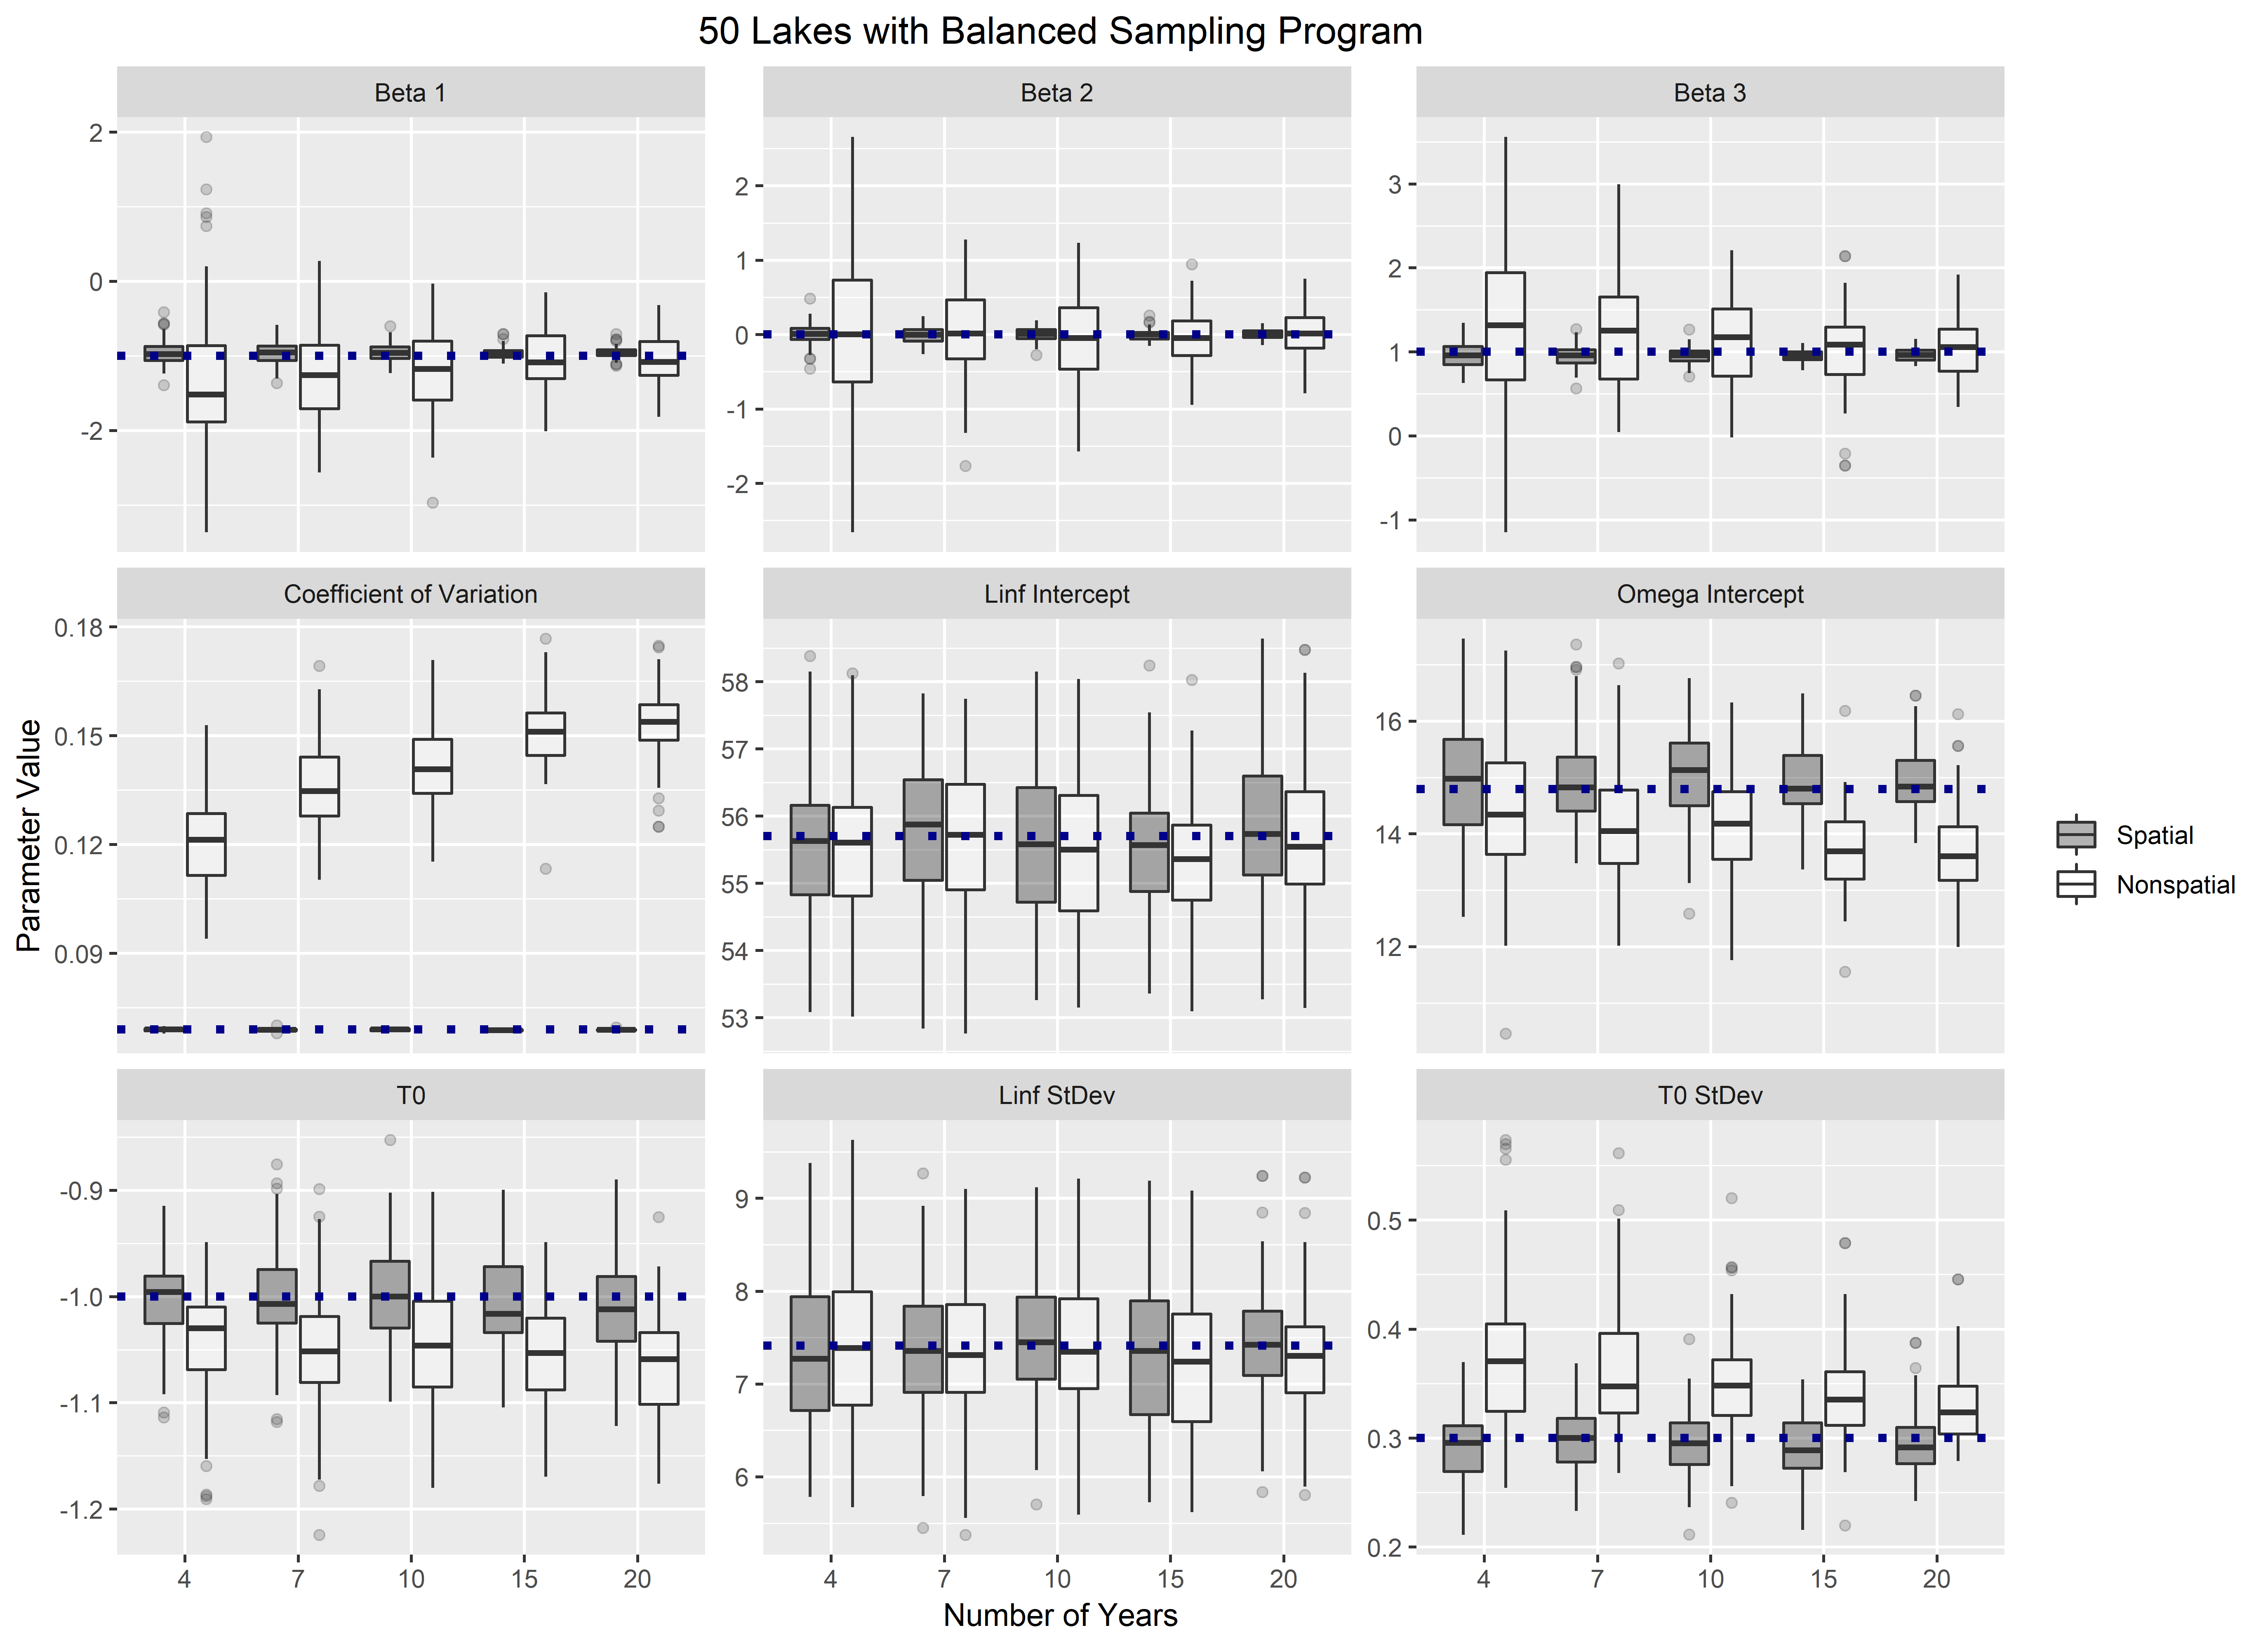 50 Lakes with Balanced Sampling Program
Beta 1
Beta 2
Beta 3
2
0
-2
2
1
0
-1
-2
3
2
1
0
-1
Coefficient of Variation
Linf Intercept
Omega Intercept
0.18
0.15
0.12
0.09
58
57
56
55
54
53
16
14
12
Parameter Value
Spatial
Nonspatial
T0
Linf StDev
T0 StDev
-0.9
-1.0
-1.1
-1.2
9
8
7
6
0.5
0.4
0.3
0.2
4 7 10 15 20
4 7 10 15 20
4 7 10 15 20
Number of Years